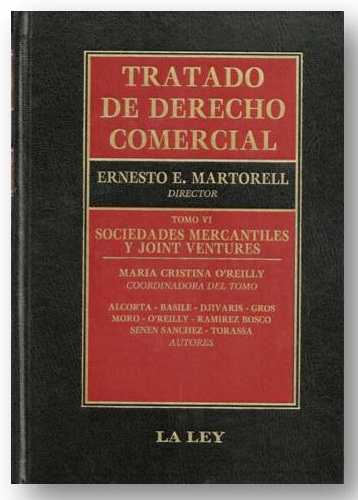 TRATADO
DE DERECHO
COMERCIAL
ERNESTO E. MARTORELL
DIRECTOR
TOMO VI
SOCIEDADES MERCANTILES
Y JOINT VENTURES
MARIA CRISTINA O'REILLY
COORDINADORA DEL TOMO
ALCORTA - BASILE - DJIVARIS - GROS
MORO - O'REILLY - RAMIREZ BOSCO
SENEN SANCHEZ - TORASSA
AUTORES
LA LEY